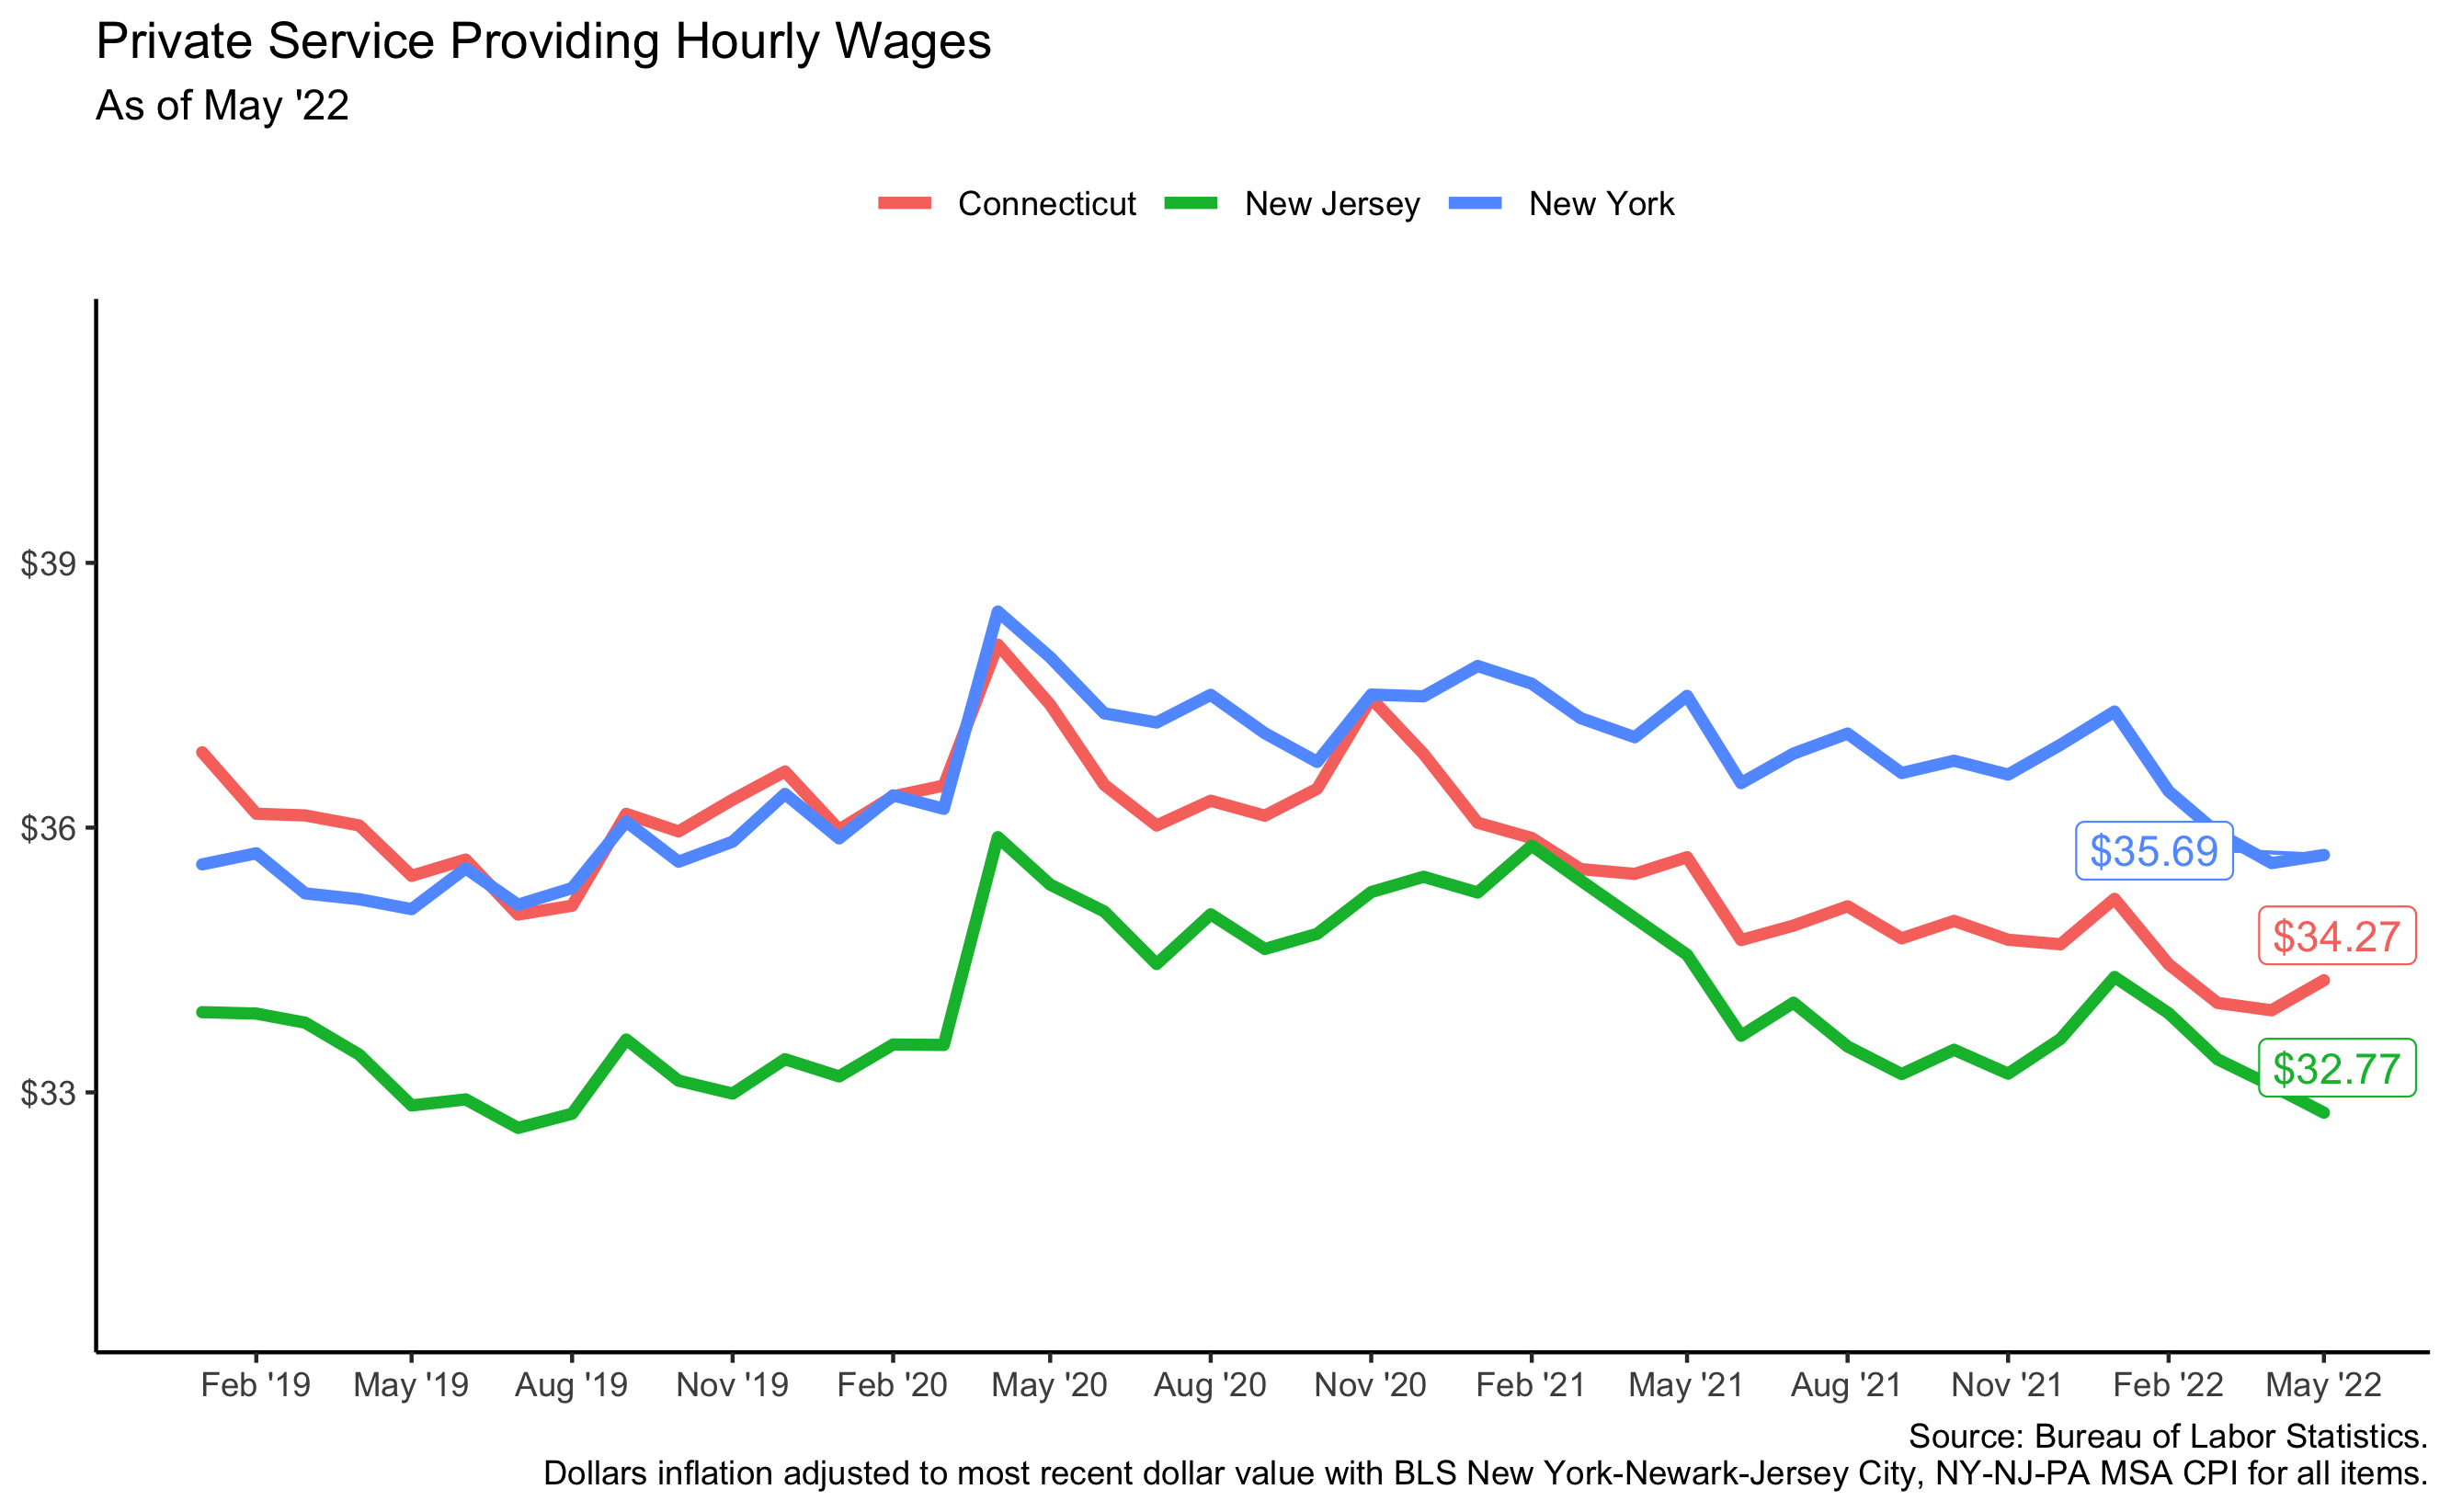 Private Service Providing Hourly Wages
As of May '22
Connecticut New Jersey New York
$39
$36
$33
$35.69
$34.27
$32.77
Feb '19 May '19 Aug '19 Nov '19 Feb '20 May '20 Aug '20 Nov '20 Feb '21 May '21 Aug '21 Nov '21 Feb '22 May '22
Source: Bureau of Labor Statistics.
Dollars inflation adjusted to most recent dollar value with BLS New York-Newark-Jersey City, NY-NJ-PA MSA CPI for all items.